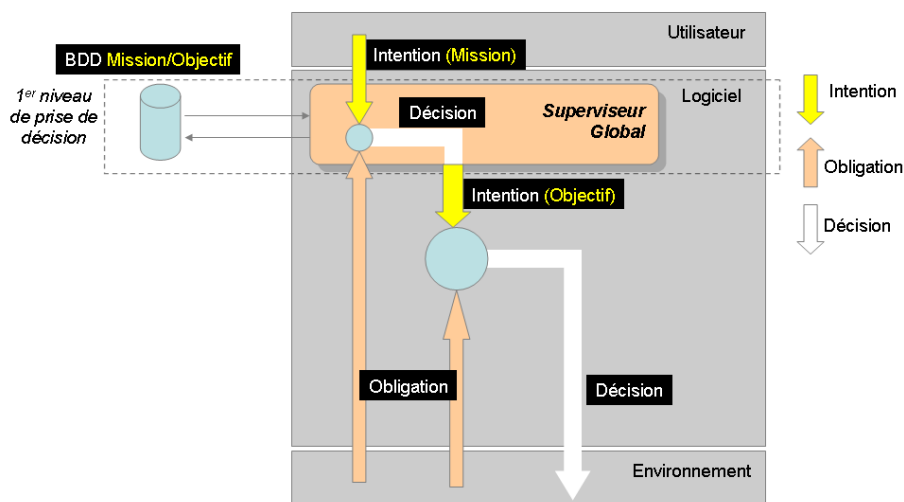 Utilisateur
BDD Mission/Objectif
Intention (Mission)
1er niveau
de prise de
décision
Décision
Superviseur
Global
Logiciel
Intention
Obligation
Décision
Intention (Objectif)
Obligation
Décision
Environnement